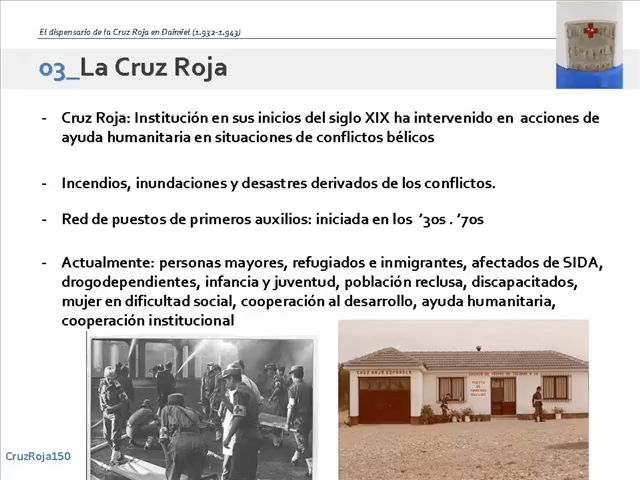 El dispensario de la Cruz Roja en Daimiel (1.932-1.943)
03_La Cruz Roja
- Cruz Roja: Institución en sus inicios del siglo XIX ha intervenido en acciones de
ayuda humanitaria en situaciones de conflictos bélicos
- Incendios, inundaciones y desastres derivados de los conflictos.
- Red de puestos de primeros auxilios: iniciada en los ’30s . ’70s
- Actualmente: personas mayores, refugiados e inmigrantes, afectados de SIDA,
drogodependientes, infancia y juventud, población reclusa, discapacitados,
mujer en dificultad social, cooperación al desarrollo, ayuda humanitaria,
cooperación institucional
CRUZ ROJA ESPAÑOLA
PUESTO
DE
PRIMEROS
AUXILIOS
CruzRoja150